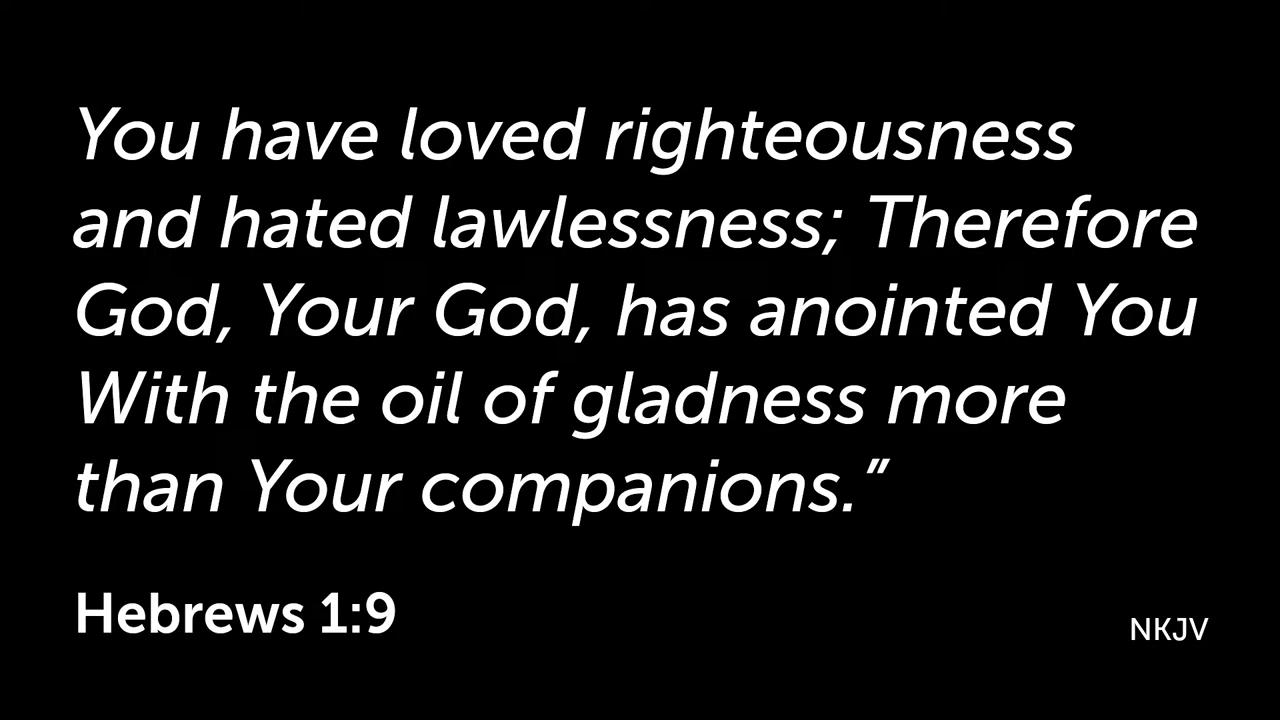 You have loved righteousness
and hated lawlessness; Therefore
God, Your God, has anointed You
With the oil of gladness more
than Your companions.”
Hebrews 1:9
NKJV